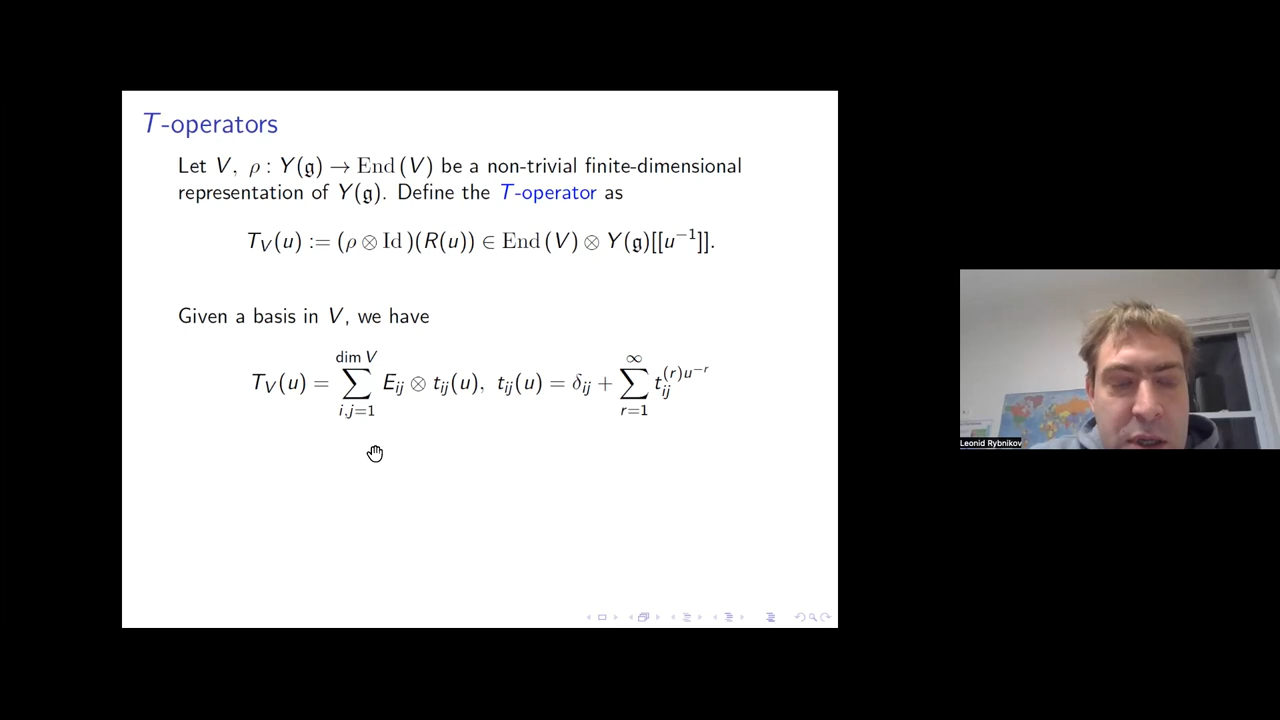 T-operators
Let V, ρ : Y(𝔤) → End (V) be a non-trivial finite-dimensional
representation of Y(𝔤). Define the T-operator as
T_V(u) := (ρ ⊗ Id )(R(u)) ∈ End (V) ⊗ Y(𝔤)[[u^{-1}]].
Given a basis in V, we have
T_V(u) = \sum_{i,j=1}^{dim V} E_{ij} ⊗ t_{ij}(u), t_{ij}(u) = δ_{ij} + \sum_{r=1}^{∞} t_{ij}^{(r)u^{-r}}
Leonid Rybnikov